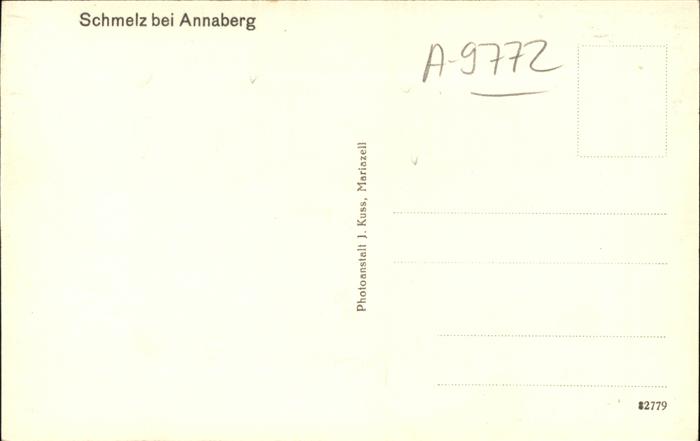 Schmelz bei Annaberg
A-9772
Photoanstalt J. Kuss, Mariazell
82779